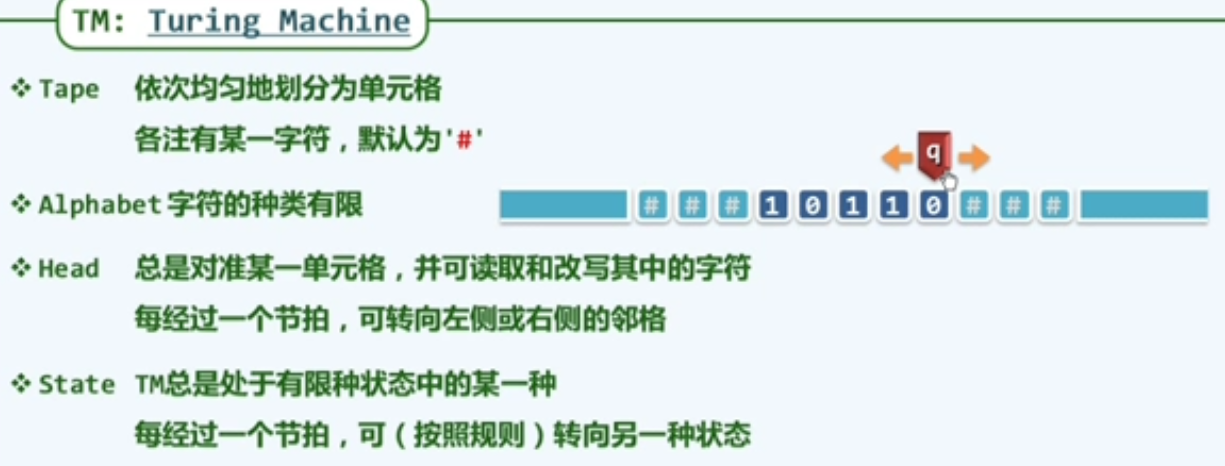 TM: Turing Machine
❖ Tape 依次均匀地划分为单元格
各注有某一字符，默认为'#'
❖ Alphabet 字符的种类有限
q
# # # 1 0 1 1 0 # # #
❖ Head 总是对准某一单元格，并可读取和改写其中的字符
每经过一个节拍，可转向左侧或右侧的邻格
❖ State TM总是处于有限种状态中的某一种
每经过一个节拍，可（按照规则）转向另一种状态